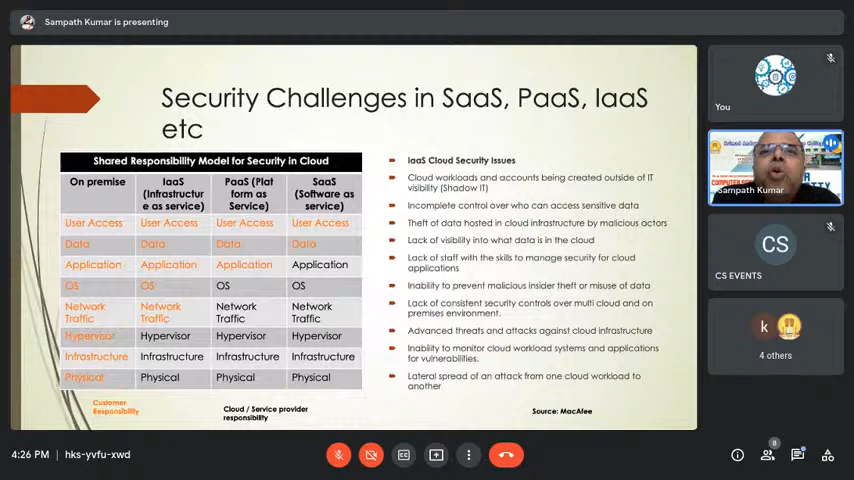 Sampath Kumar is presenting
Security Challenges in SaaS, PaaS, IaaS
etc
Shared Responsibility Model for Security in Cloud
On premise
IaaS
(Infrastructur
e as service)
PaaS (Plat
form as
Service)
SaaS
(Software as
service)
User Access User Access User Access User Access
Data Data Data Data
Application Application Application Application
OS OS OS OS
Network
Traffic
Network
Traffic
Network
Traffic
Network
Traffic
Hypervisor Hypervisor Hypervisor Hypervisor
Infrastructure Infrastructure Infrastructure Infrastructure
Physical Physical Physical Physical
Customer
Responsibility
Cloud / Service provider
responsibility
IaaS Cloud Security Issues
Cloud workloads and accounts being created outside of IT
visibility (Shadow IT)
Incomplete control over who can access sensitive data
Theft of data hosted in cloud infrastructure by malicious actors
Lack of visibility into what data is in the cloud
Lack of staff with the skills to manage security for cloud
applications
Inability to prevent malicious insider theft or misuse of data
Lack of consistent security controls over multi cloud and on
premises environment.
Advanced threats and attacks against cloud infrastructure
Inability to monitor cloud workload systems and applications
for vulnerabilities.
Lateral spread of an attack from one cloud workload to
another
Source: MacAfee
You
Sampath Kumar
CS
CS EVENTS
k
4 others
4:26 PM | hks-yvfu-xwd
CC
8